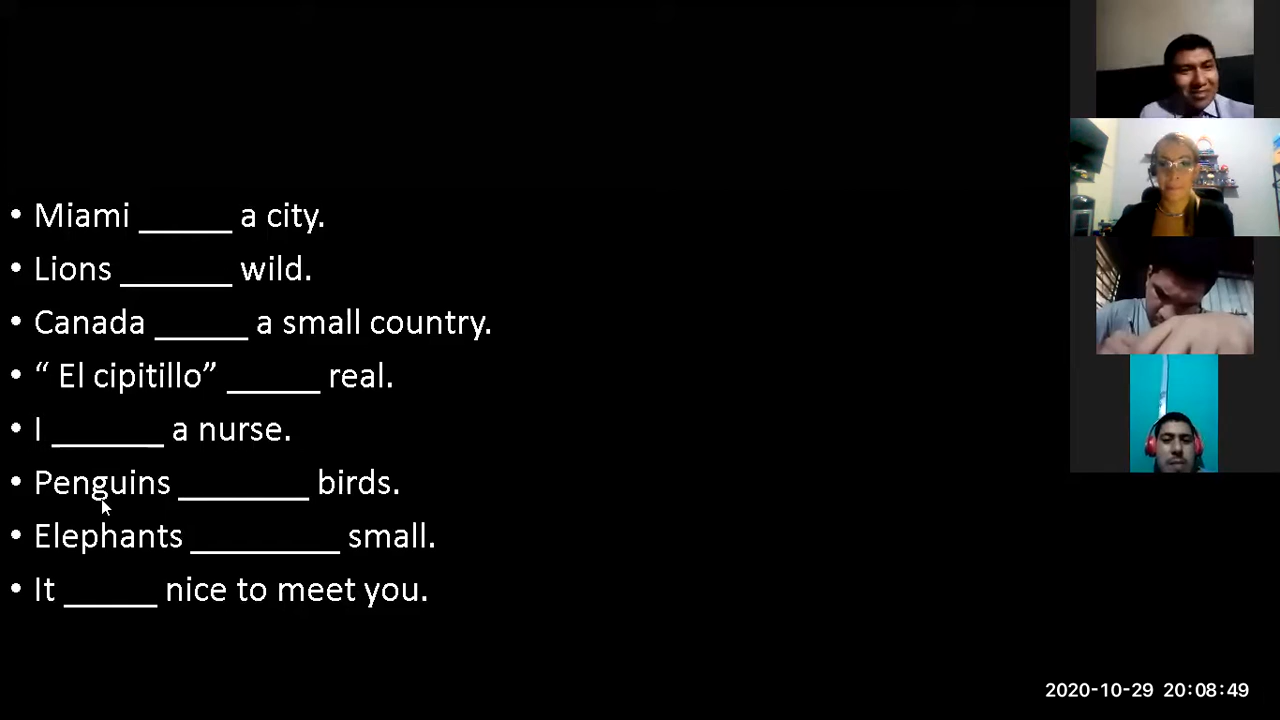 • Miami ______ a city.
• Lions _______ wild.
• Canada ______ a small country.
• “ El cipitillo” ______ real.
• I _______ a nurse.
• Penguins ________ birds.
• Elephants _________ small.
• It ______ nice to meet you.
2020-10-29 20:08:49